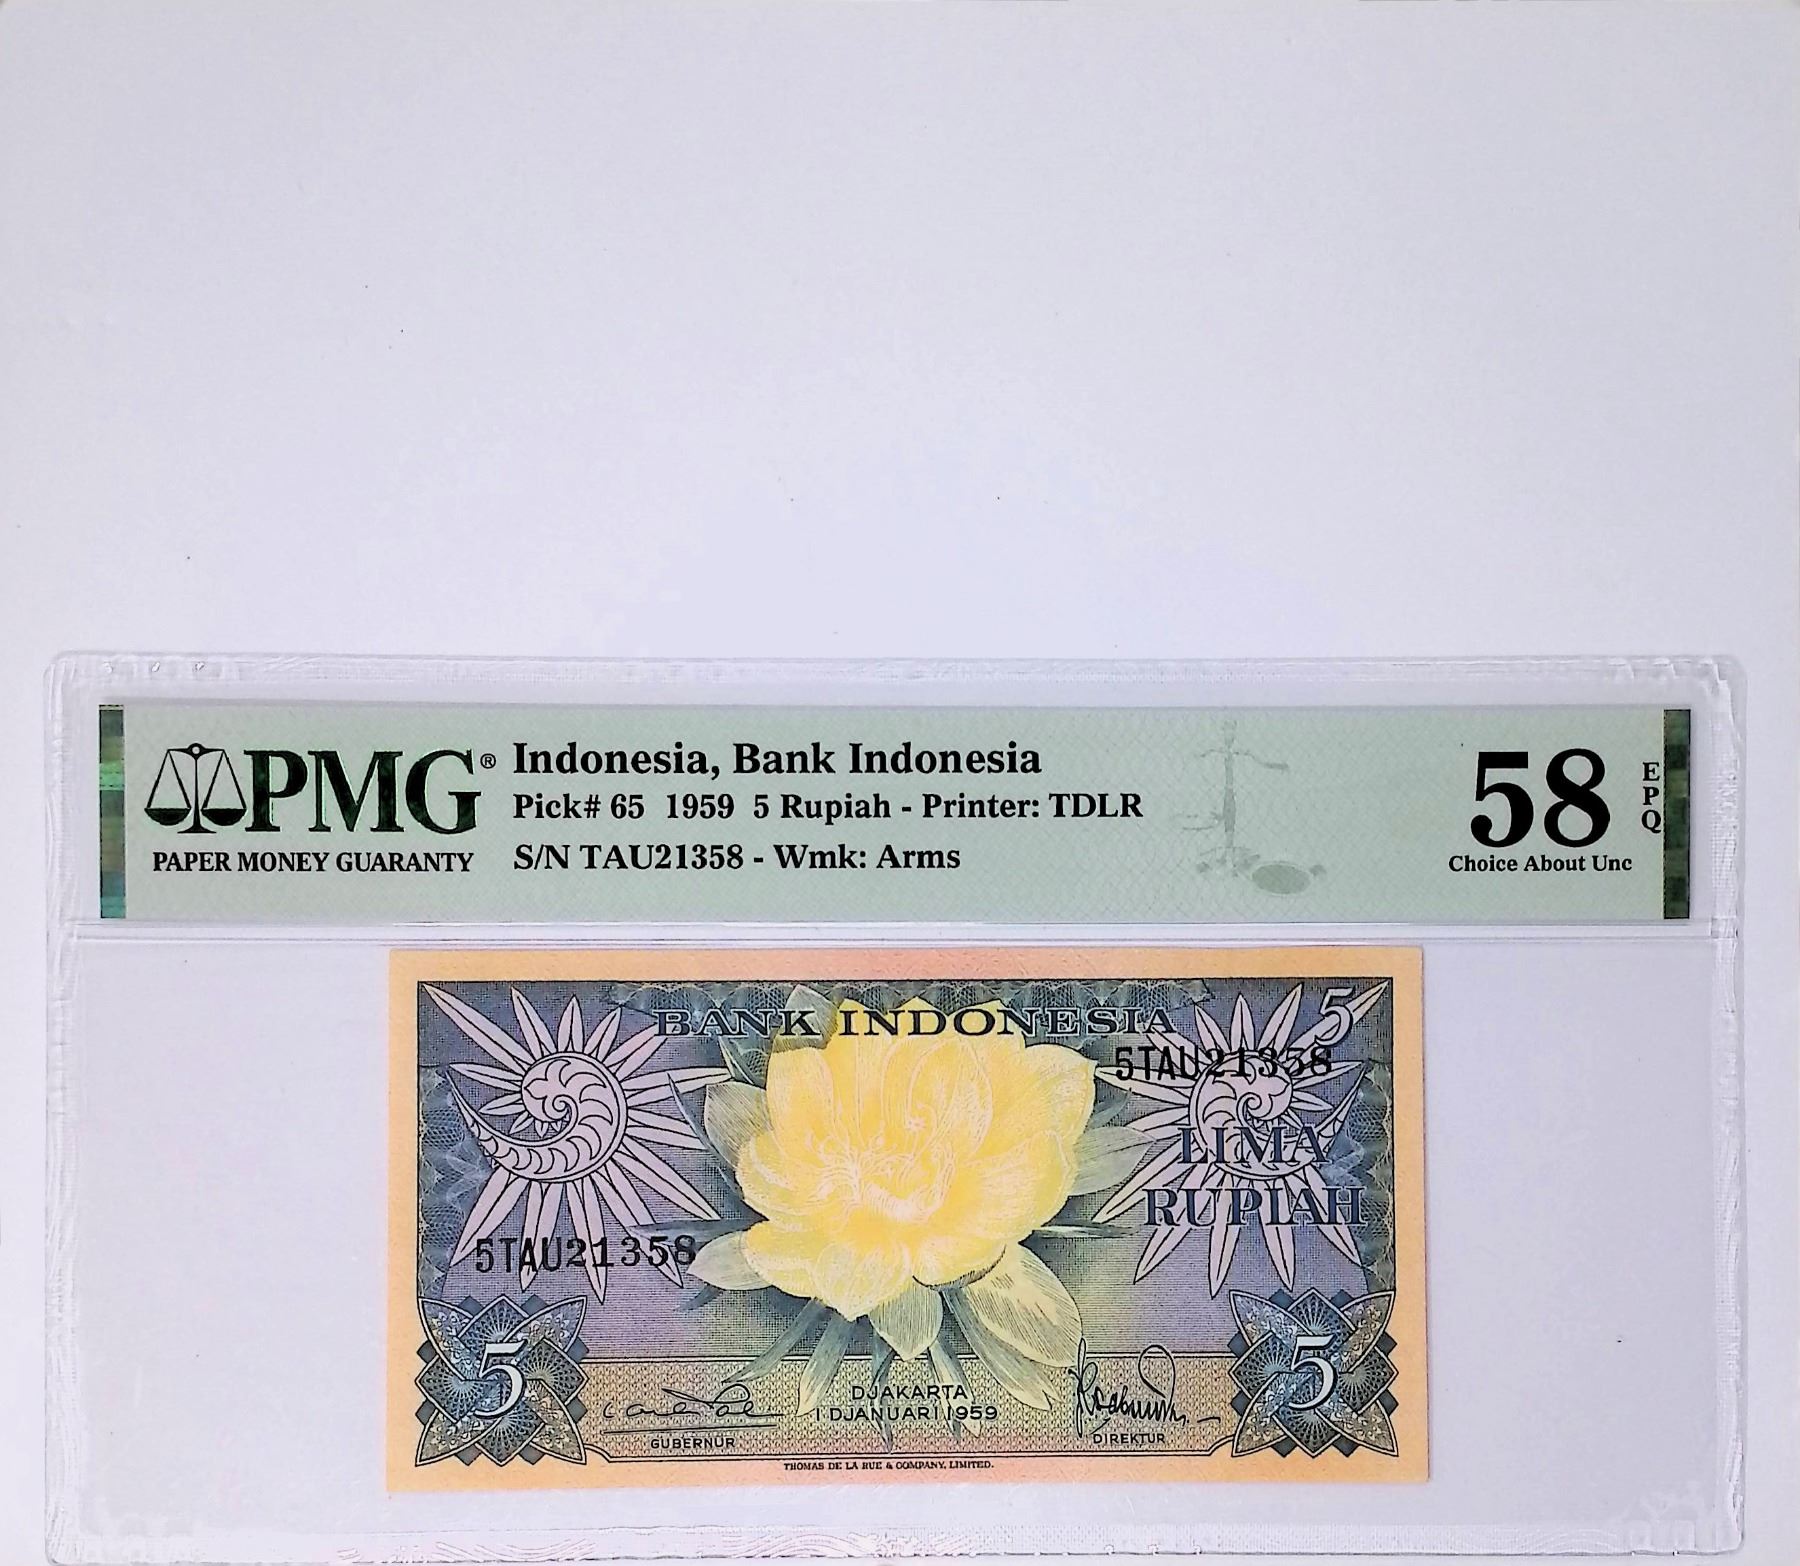 PMG®
PAPER MONEY GUARANTY
Indonesia, Bank Indonesia
Pick# 65 1959 5 Rupiah - Printer: TDLR
S/N TAU21358 - Wmk: Arms
58
EPQ
Choice About Unc
BANK INDONESIA
5
5TAU21358
LIMA
RUPIAH
5TAU21358
5
5
DJAKARTA
1 DJANUARI 1959
GUBERNUR
DIREKTUR
THOMAS DE LA RUE & COMPANY, LIMITED.